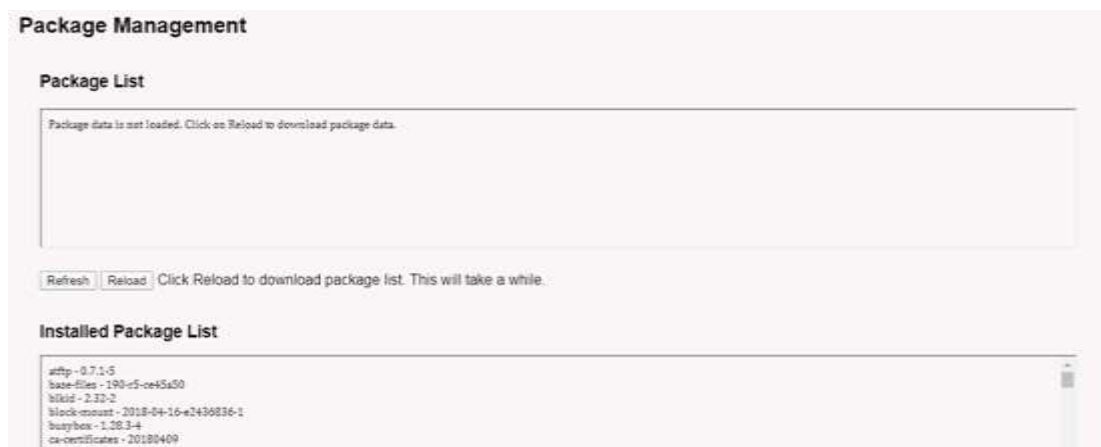 Package Management
Package List
Package data is not loaded. Click on Reload to download package data.
Refresh Reload Click Reload to download package list. This will take a while.
Installed Package List
atftp - 0.7.1-5
base-files - 190-r5-ce45a50
blkid - 2.32-2
block-mount - 2018-04-16-e2436836-1
busybox - 1.28.3-4
ca-certificates - 20180409